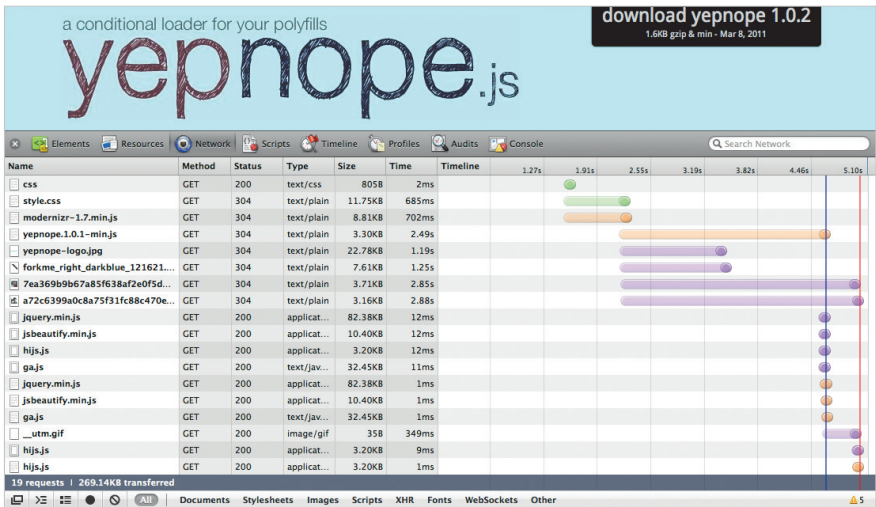 a conditional loader for your polyfills
yepnope.js
download yepnope 1.0.2
1.6KB gzip & min - Mar 8, 2011
Elements Resources Network Scripts Timeline Profiles Audits Console Search Network
Name Method Status Type Size Time Timeline 1.27s 1.91s 2.55s 3.19s 3.82s 4.46s 5.10s
css GET 200 text/css 805B 2ms
style.css GET 304 text/plain 11.75KB 685ms
modernizr-1.7.min.js GET 304 text/plain 8.81KB 702ms
yepnope.1.0.1-min.js GET 304 text/plain 3.30KB 2.49s
yepnope-logo.jpg GET 304 text/plain 22.78KB 1.19s
forkme_right_darkblue_121621.... GET 304 text/plain 7.61KB 1.25s
7ea369b9b67a85f638af2e0f5d... GET 304 text/plain 3.71KB 2.85s
a72c6399a0c8a75f31fc88c470e... GET 304 text/plain 3.16KB 2.88s
jquery.min.js GET 200 applicat... 82.38KB 12ms
jsbeautify.min.js GET 200 applicat... 10.40KB 12ms
hijs.js GET 200 applicat... 3.20KB 12ms
ga.js GET 200 text/jav... 32.45KB 11ms
jquery.min.js GET 200 applicat... 82.38KB 1ms
jsbeautify.min.js GET 200 applicat... 10.40KB 1ms
ga.js GET 200 text/jav... 32.45KB 1ms
__utm.gif GET 200 image/gif 35B 349ms
hijs.js GET 200 applicat... 3.20KB 9ms
hijs.js GET 200 applicat... 3.20KB 1ms
19 requests | 269.14KB transferred
All Documents Stylesheets Images Scripts XHR Fonts WebSockets Other 5